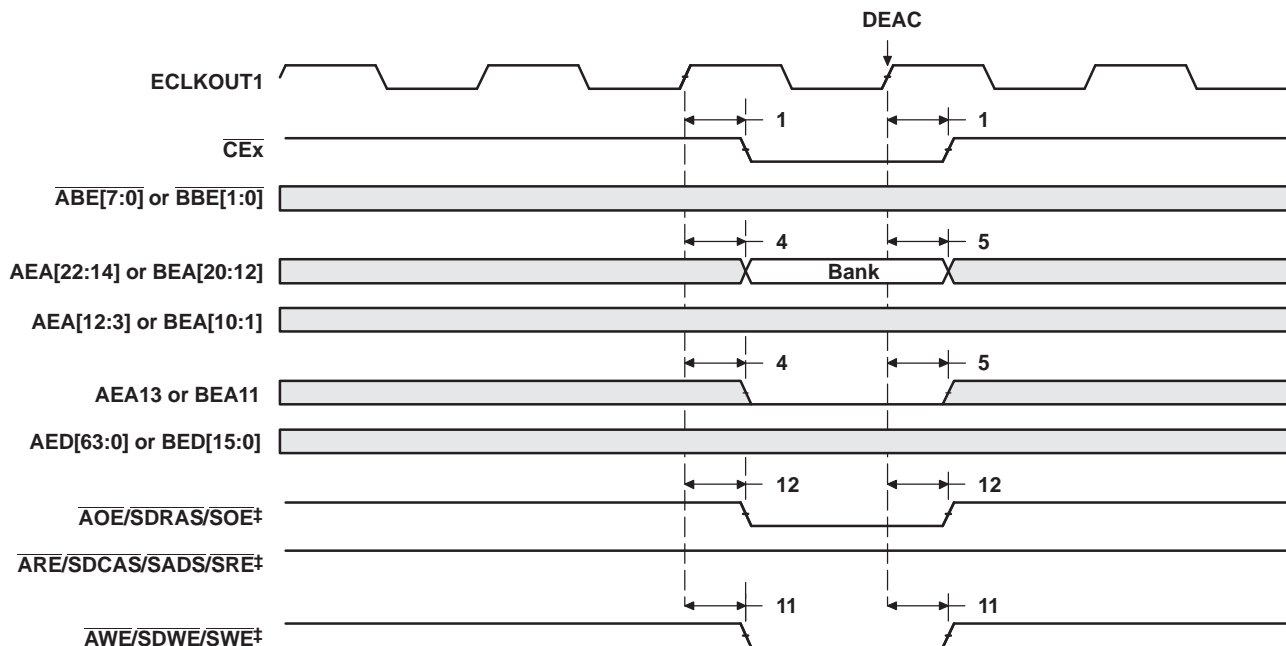 DEAC
ECLKOUT1
1 1
CEx
ABE[7:0] or BBE[1:0]
4 5
AEA[22:14] or BEA[20:12] Bank
AEA[12:3] or BEA[10:1]
4 5
AEA13 or BEA11
AED[63:0] or BED[15:0]
12 12
AOE/SDRAS/SOE‡
ARE/SDCAS/SADS/SRE‡
11 11
AWE/SDWE/SWE‡